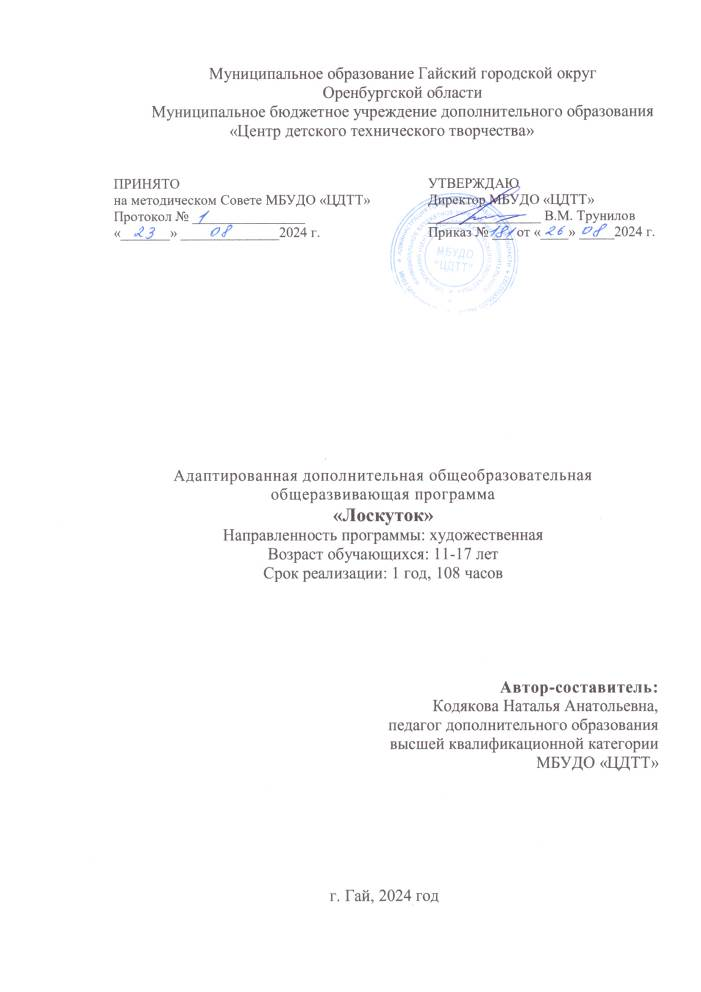 Муниципальное образование Гайский городской округ
Оренбургской области
Муниципальное бюджетное учреждение дополнительного образования
«Центр детского технического творчества»
ПРИНЯТО
на методическом Совете МБУДО «ЦДТТ»
Протокол № 1
« 23 » 08 2024 г.
УТВЕРЖДАЮ
Директор МБУДО «ЦДТТ»
В.М. Трунилов
Приказ № 181 от « 26 » 08 2024 г.
МБУДО
"ЦДТТ"
Адаптированная дополнительная общеобразовательная
общеразвивающая программа
«Лоскуток»
Направленность программы: художественная
Возраст обучающихся: 11-17 лет
Срок реализации: 1 год, 108 часов
Автор-составитель:
Кодякова Наталья Анатольевна,
педагог дополнительного образования
высшей квалификационной категории
МБУДО «ЦДТТ»
г. Гай, 2024 год